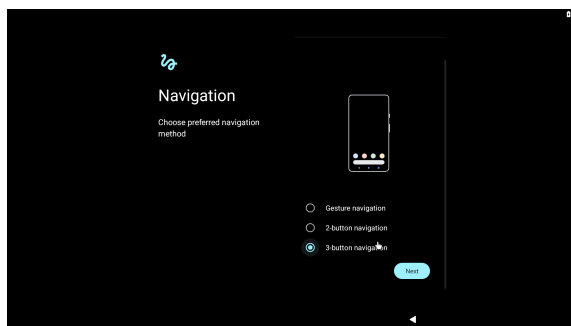 Navigation
Choose preferred navigation
method
Gesture navigation
2-button navigation
3-button navigation
Next